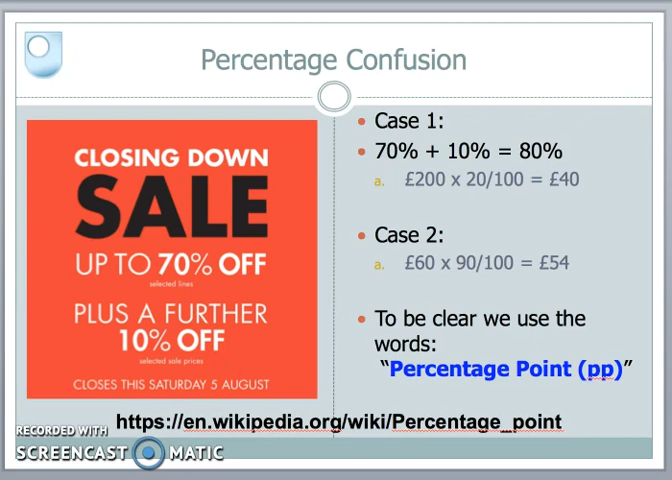 Percentage Confusion
CLOSING DOWN
SALE
UP TO 70% OFF
selected lines
PLUS A FURTHER
10% OFF
selected sale prices
CLOSES THIS SATURDAY 5 AUGUST
• Case 1:
• 70% + 10% = 80%
a. £200 x 20/100 = £40
• Case 2:
a. £60 x 90/100 = £54
• To be clear we use the
words:
“Percentage Point (pp)”
https://en.wikipedia.org/wiki/Percentage_point
RECORDED WITH
SCREENCAST MATIC